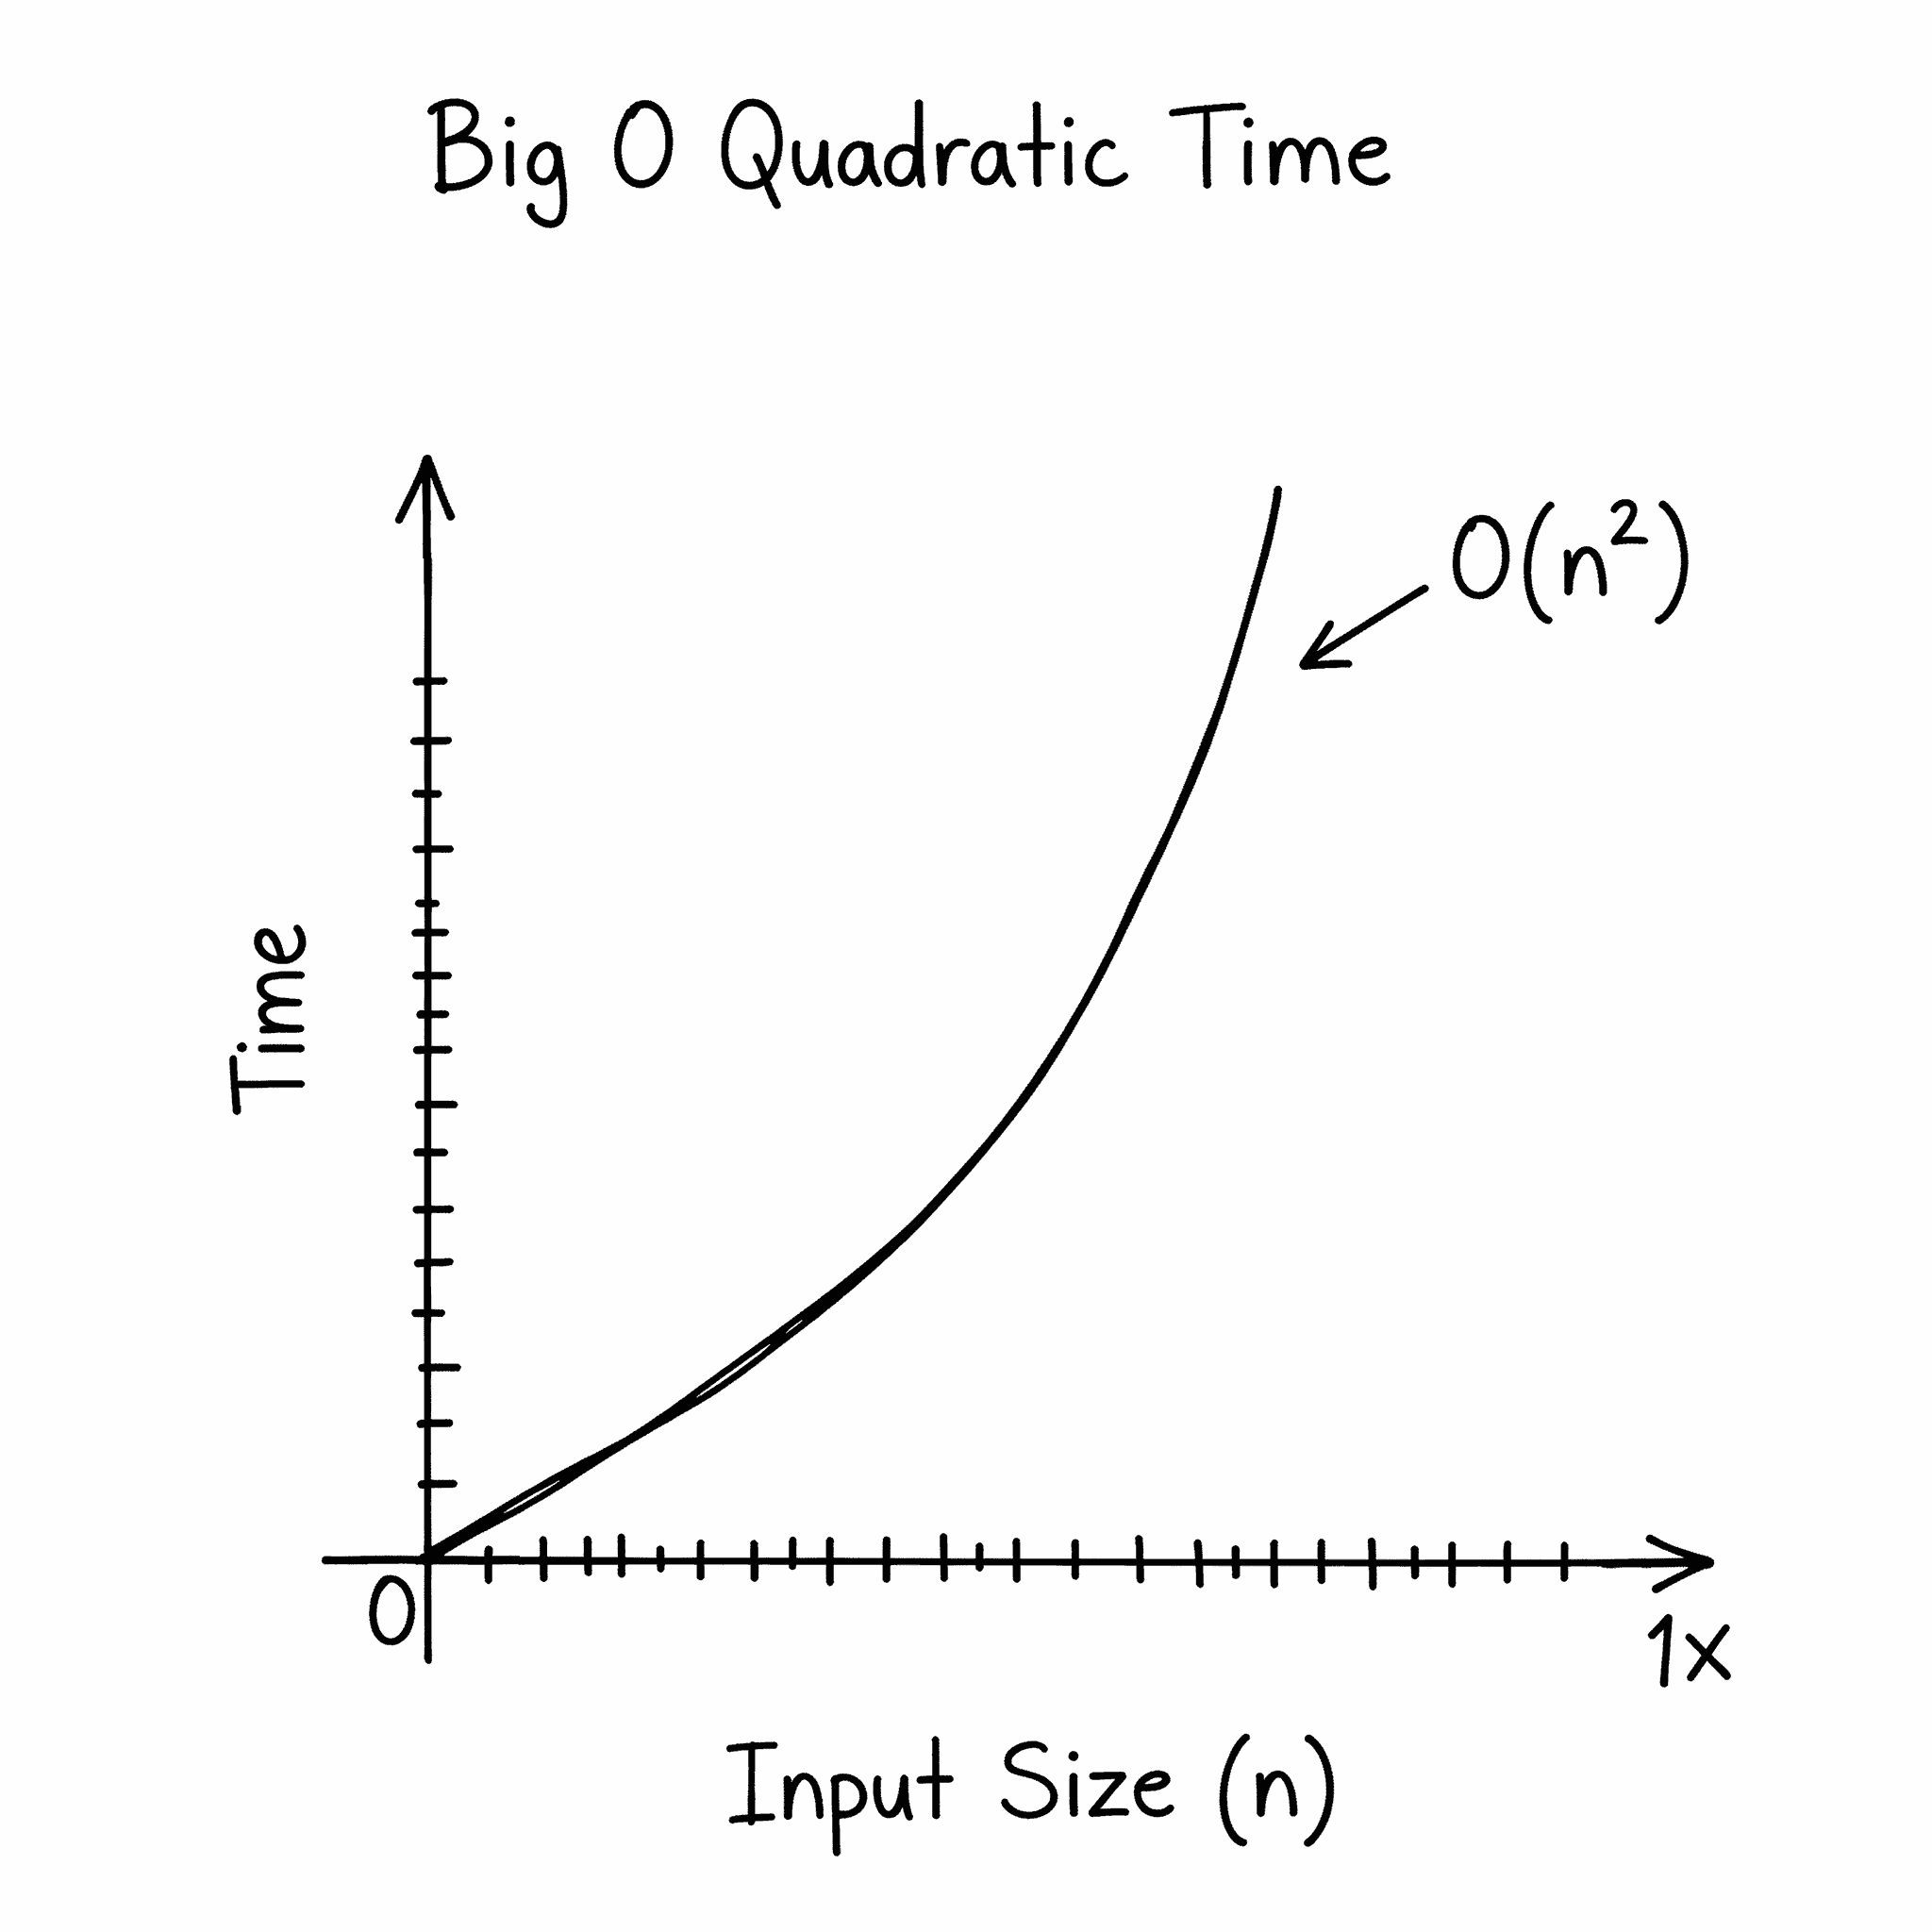 Big O Quadratic Time
O(n²)
Time
0
1x
Input Size (n)